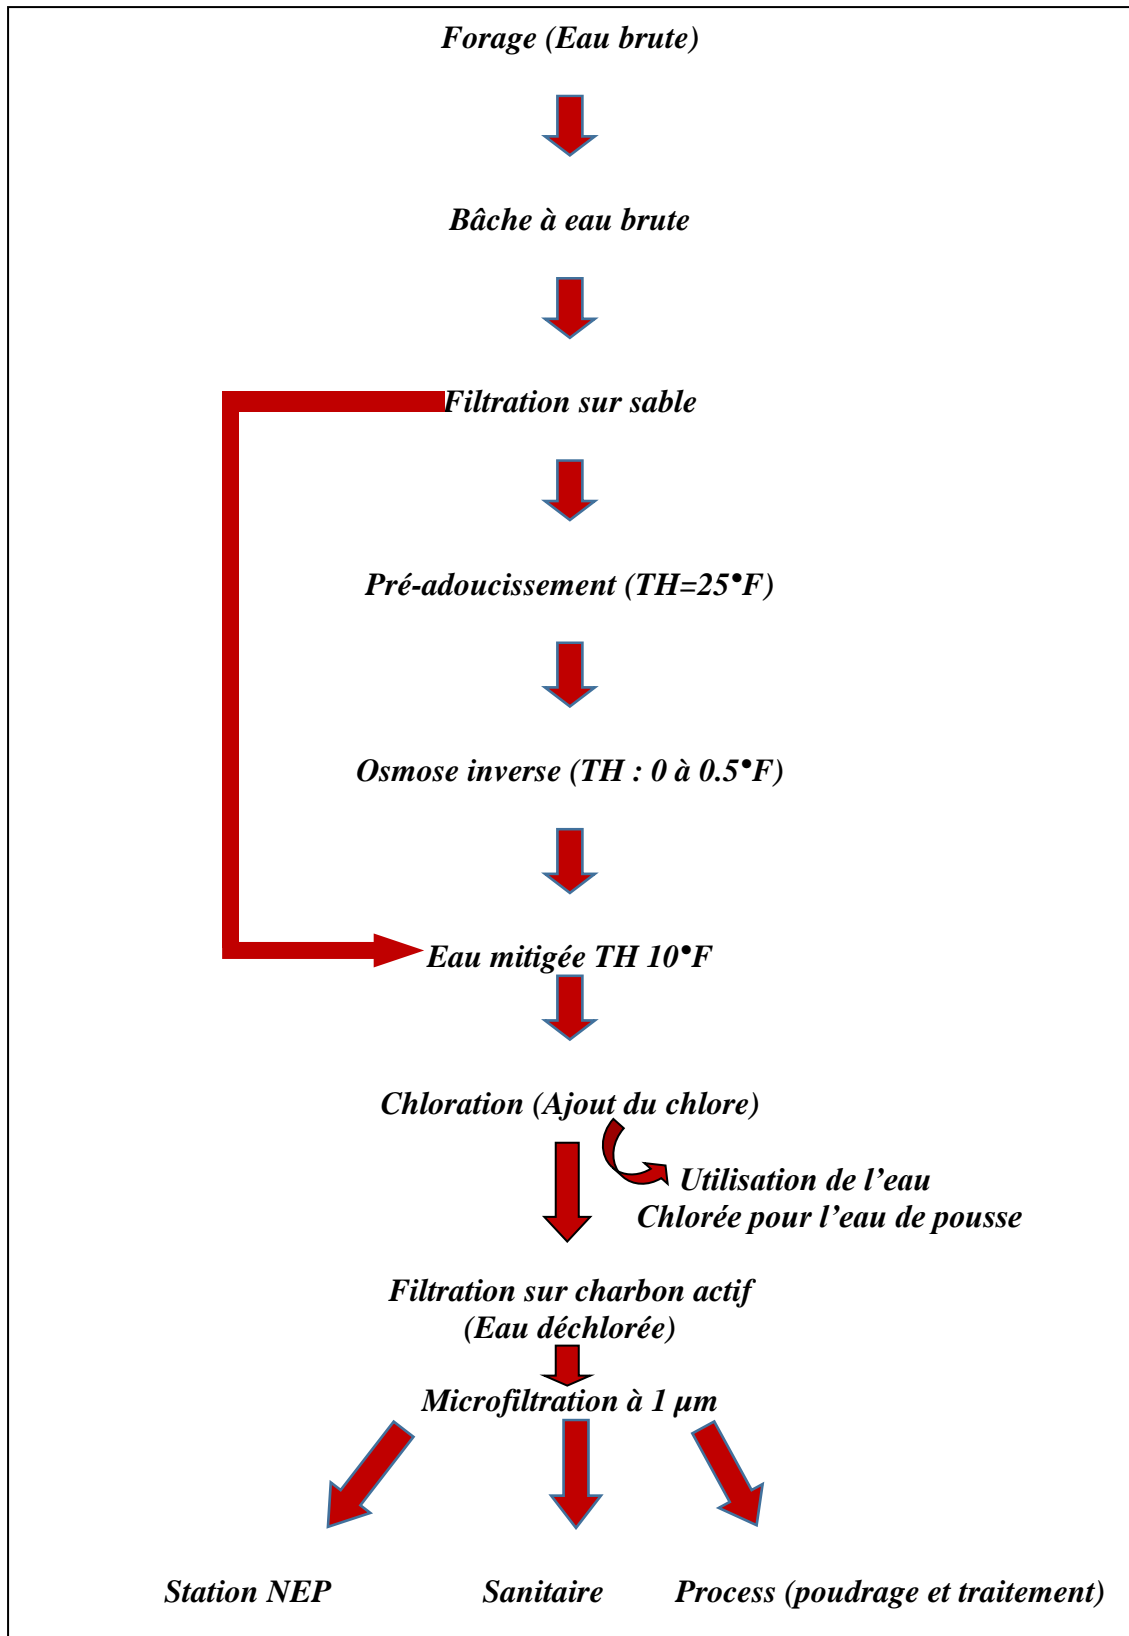 Forage (Eau brute)
Bâche à eau brute
Filtration sur sable
Pré-adoucissement (TH=25•F)
Osmose inverse (TH : 0 à 0.5•F)
Eau mitigée TH 10•F
Chloration (Ajout du chlore)
Utilisation de l’eau
Chlorée pour l’eau de pousse
Filtration sur charbon actif
(Eau déchlorée)
Microfiltration à 1 µm
Station NEP Sanitaire Process (poudrage et traitement)